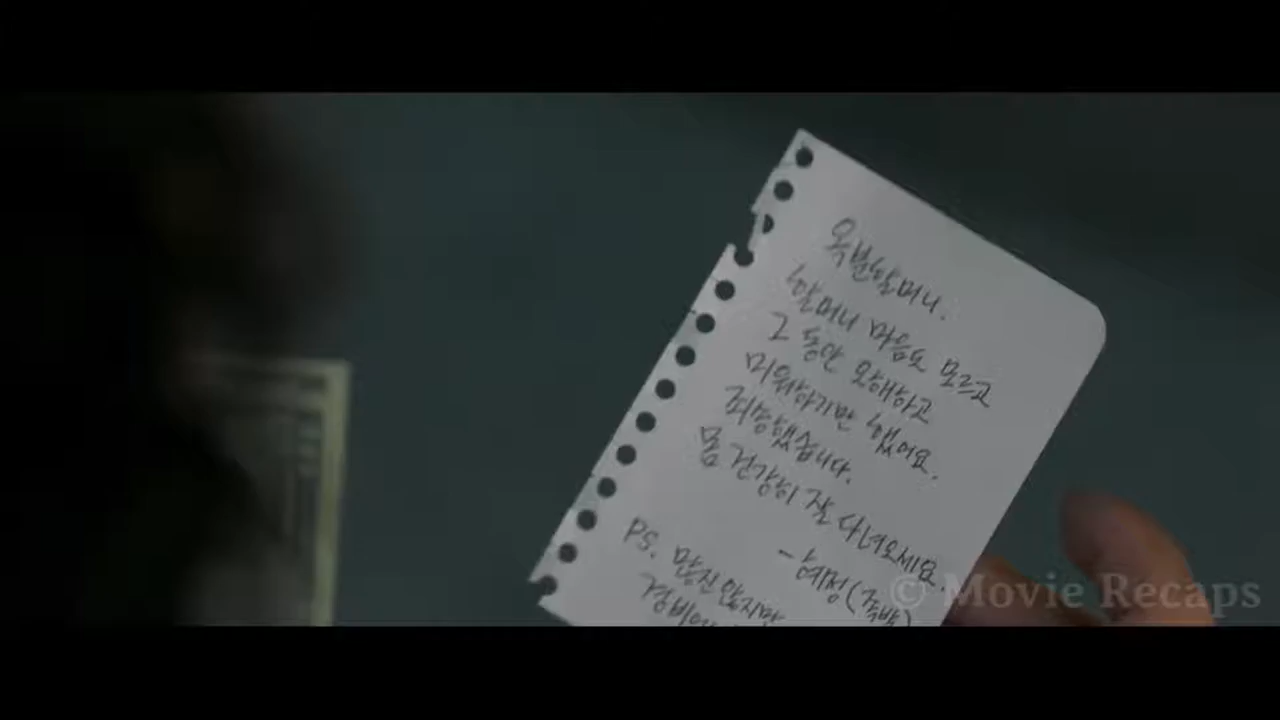 옥분할머니.
할머니 마음도 모르고
그 동안 오해하고
미워하기만 했어요.
죄송했습니다.
몸 건강히 잘 다녀오세요.
- 혜정(족발)
PS. 많진 않지만
경비에
© Movie Recaps